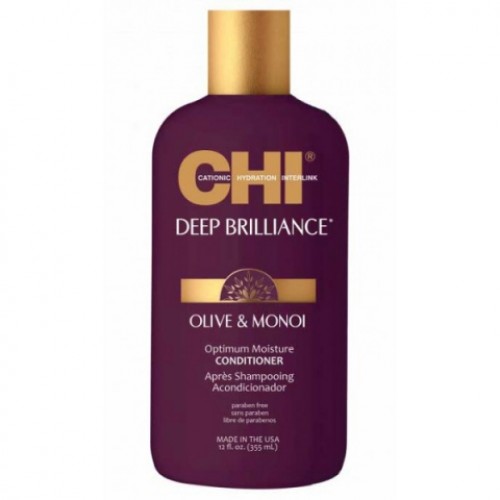 CHI®
CATIONIC HYDRATION INTERLINK
DEEP BRILLIANCE*
OLIVE & MONOI
Optimum Moisture
CONDITIONER
Après Shampooing
Acondicionador
paraben free
sans paraben
libre de parabenos
MADE IN THE USA
12 fl. oz. (355 mL)